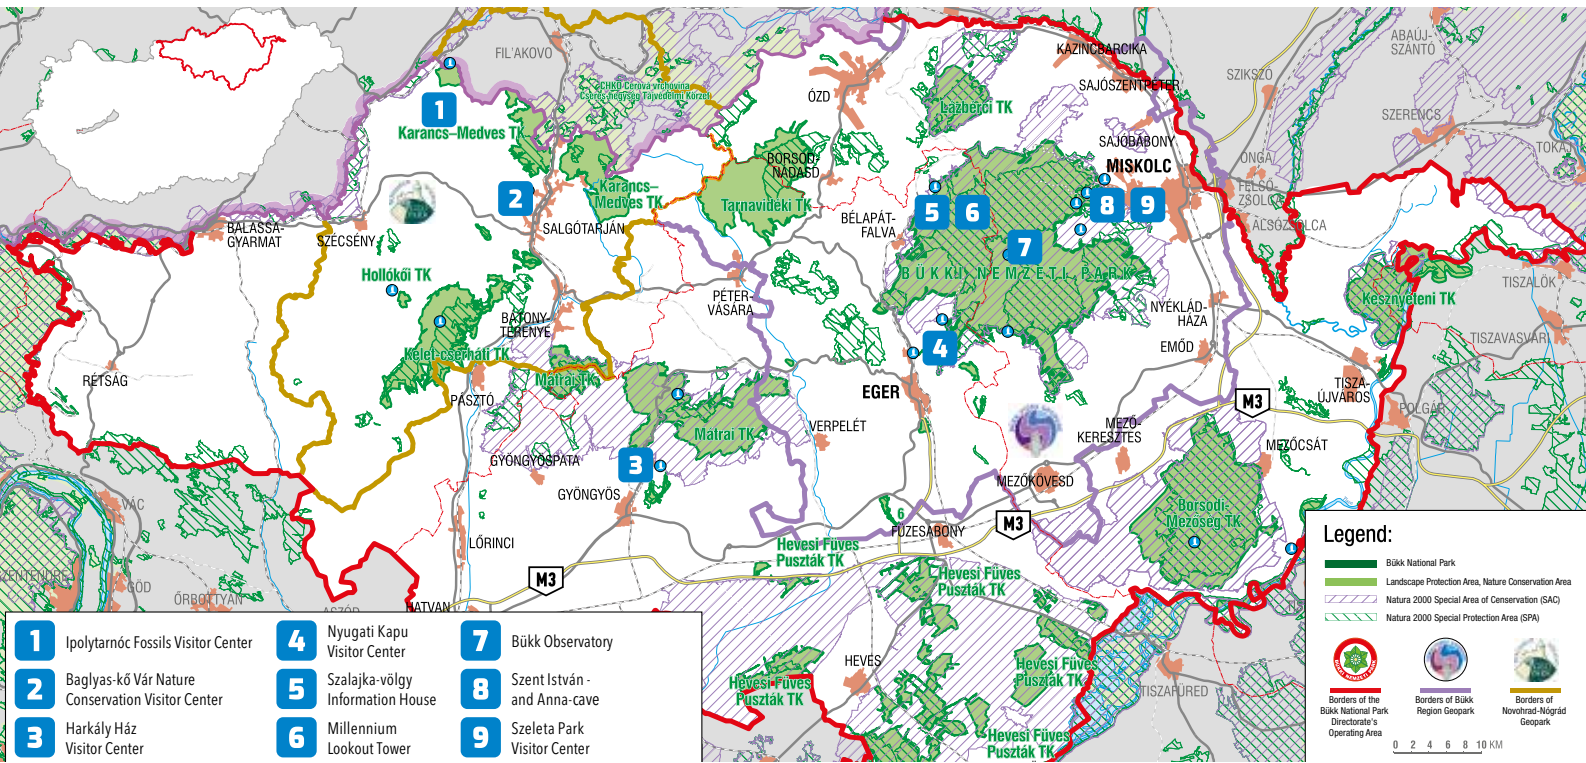 FIL'AKOVO
KAZINCBARCIKA
ABAÚJ-
SZÁNTÓ
SZIKSZÓ
CHKO Cerová vrchovina
Cseres-hegység Tájvédelmi Körzet
SAJÓSZENTPÉTER
ÓZD
1
Lázbérci TK
SZERENCS
Karancs–Medves TK
SAJÓBÁBONY
TOKAJ
BORSOD-
NÁDASD
ONGA
MISKOLC
2
Karancs–
Medves TK
FELSŐ-
ZSOLCA
Tarnavidéki TK
5
6
8
9
BÉLAPÁT-
FALVA
ALSÓZSOLCA
BALASSA-
GYARMAT
SZÉCSÉNY
SALGÓTARJÁN
7
BÜKKI NEMZETI PARK
Hollókői TK
TISZALÖK
PÉTER-
VÁSÁRA
Kesznyéteni TK
NYÉKLÁD-
HÁZA
BÁTONY-
TERENYE
TISZAVASVÁRI
EMŐD
4
Kelet-cserháti TK
RÉTSÁG
Mátrai TK
TISZA-
ÚJVÁROS
EGER
PÁSZTÓ
M3
POLGÁR
VERPELÉT
MEZŐ-
KERESZTES
Mátrai TK
MEZŐCSÁT
GYÖNGYÖSPATA
3
GYÖNGYÖS
MEZŐKÖVESD
VÁC
Borsodi-
Mezőség TK
6
M3
FÜZESABONY
LŐRINCI
Hevesi Füves
Puszták TK
Hevesi Füves
Puszták TK
M3
SZENTENDRE
GÖD
ŐRBOTTYÁN
ASZÓD
HATVAN
HEVES
Hevesi Füves
Puszták TK
Hevesi Füves
Puszták TK
TISZAFÜRED
Hevesi Füves
Puszták TK
1 Ipolytarnóc Fossils Visitor Center
2 Baglyas-kő Vár Nature
Conservation Visitor Center
3 Harkály Ház
Visitor Center
4 Nyugati Kapu
Visitor Center
5 Szalajka-völgy
Information House
6 Millennium
Lookout Tower
7 Bükk Observatory
8 Szent István -
and Anna-cave
9 Szeleta Park
Visitor Center
Legend:
Bükk National Park
Landscape Protection Area, Nature Conservation Area
Natura 2000 Special Area of Conservation (SAC)
Natura 2000 Special Protection Area (SPA)
Borders of the
Bükk National Park
Directorate's
Operating Area
Borders of Bükk
Region Geopark
Borders of
Novohrad-Nógrád
Geopark
0 2 4 6 8 10 KM